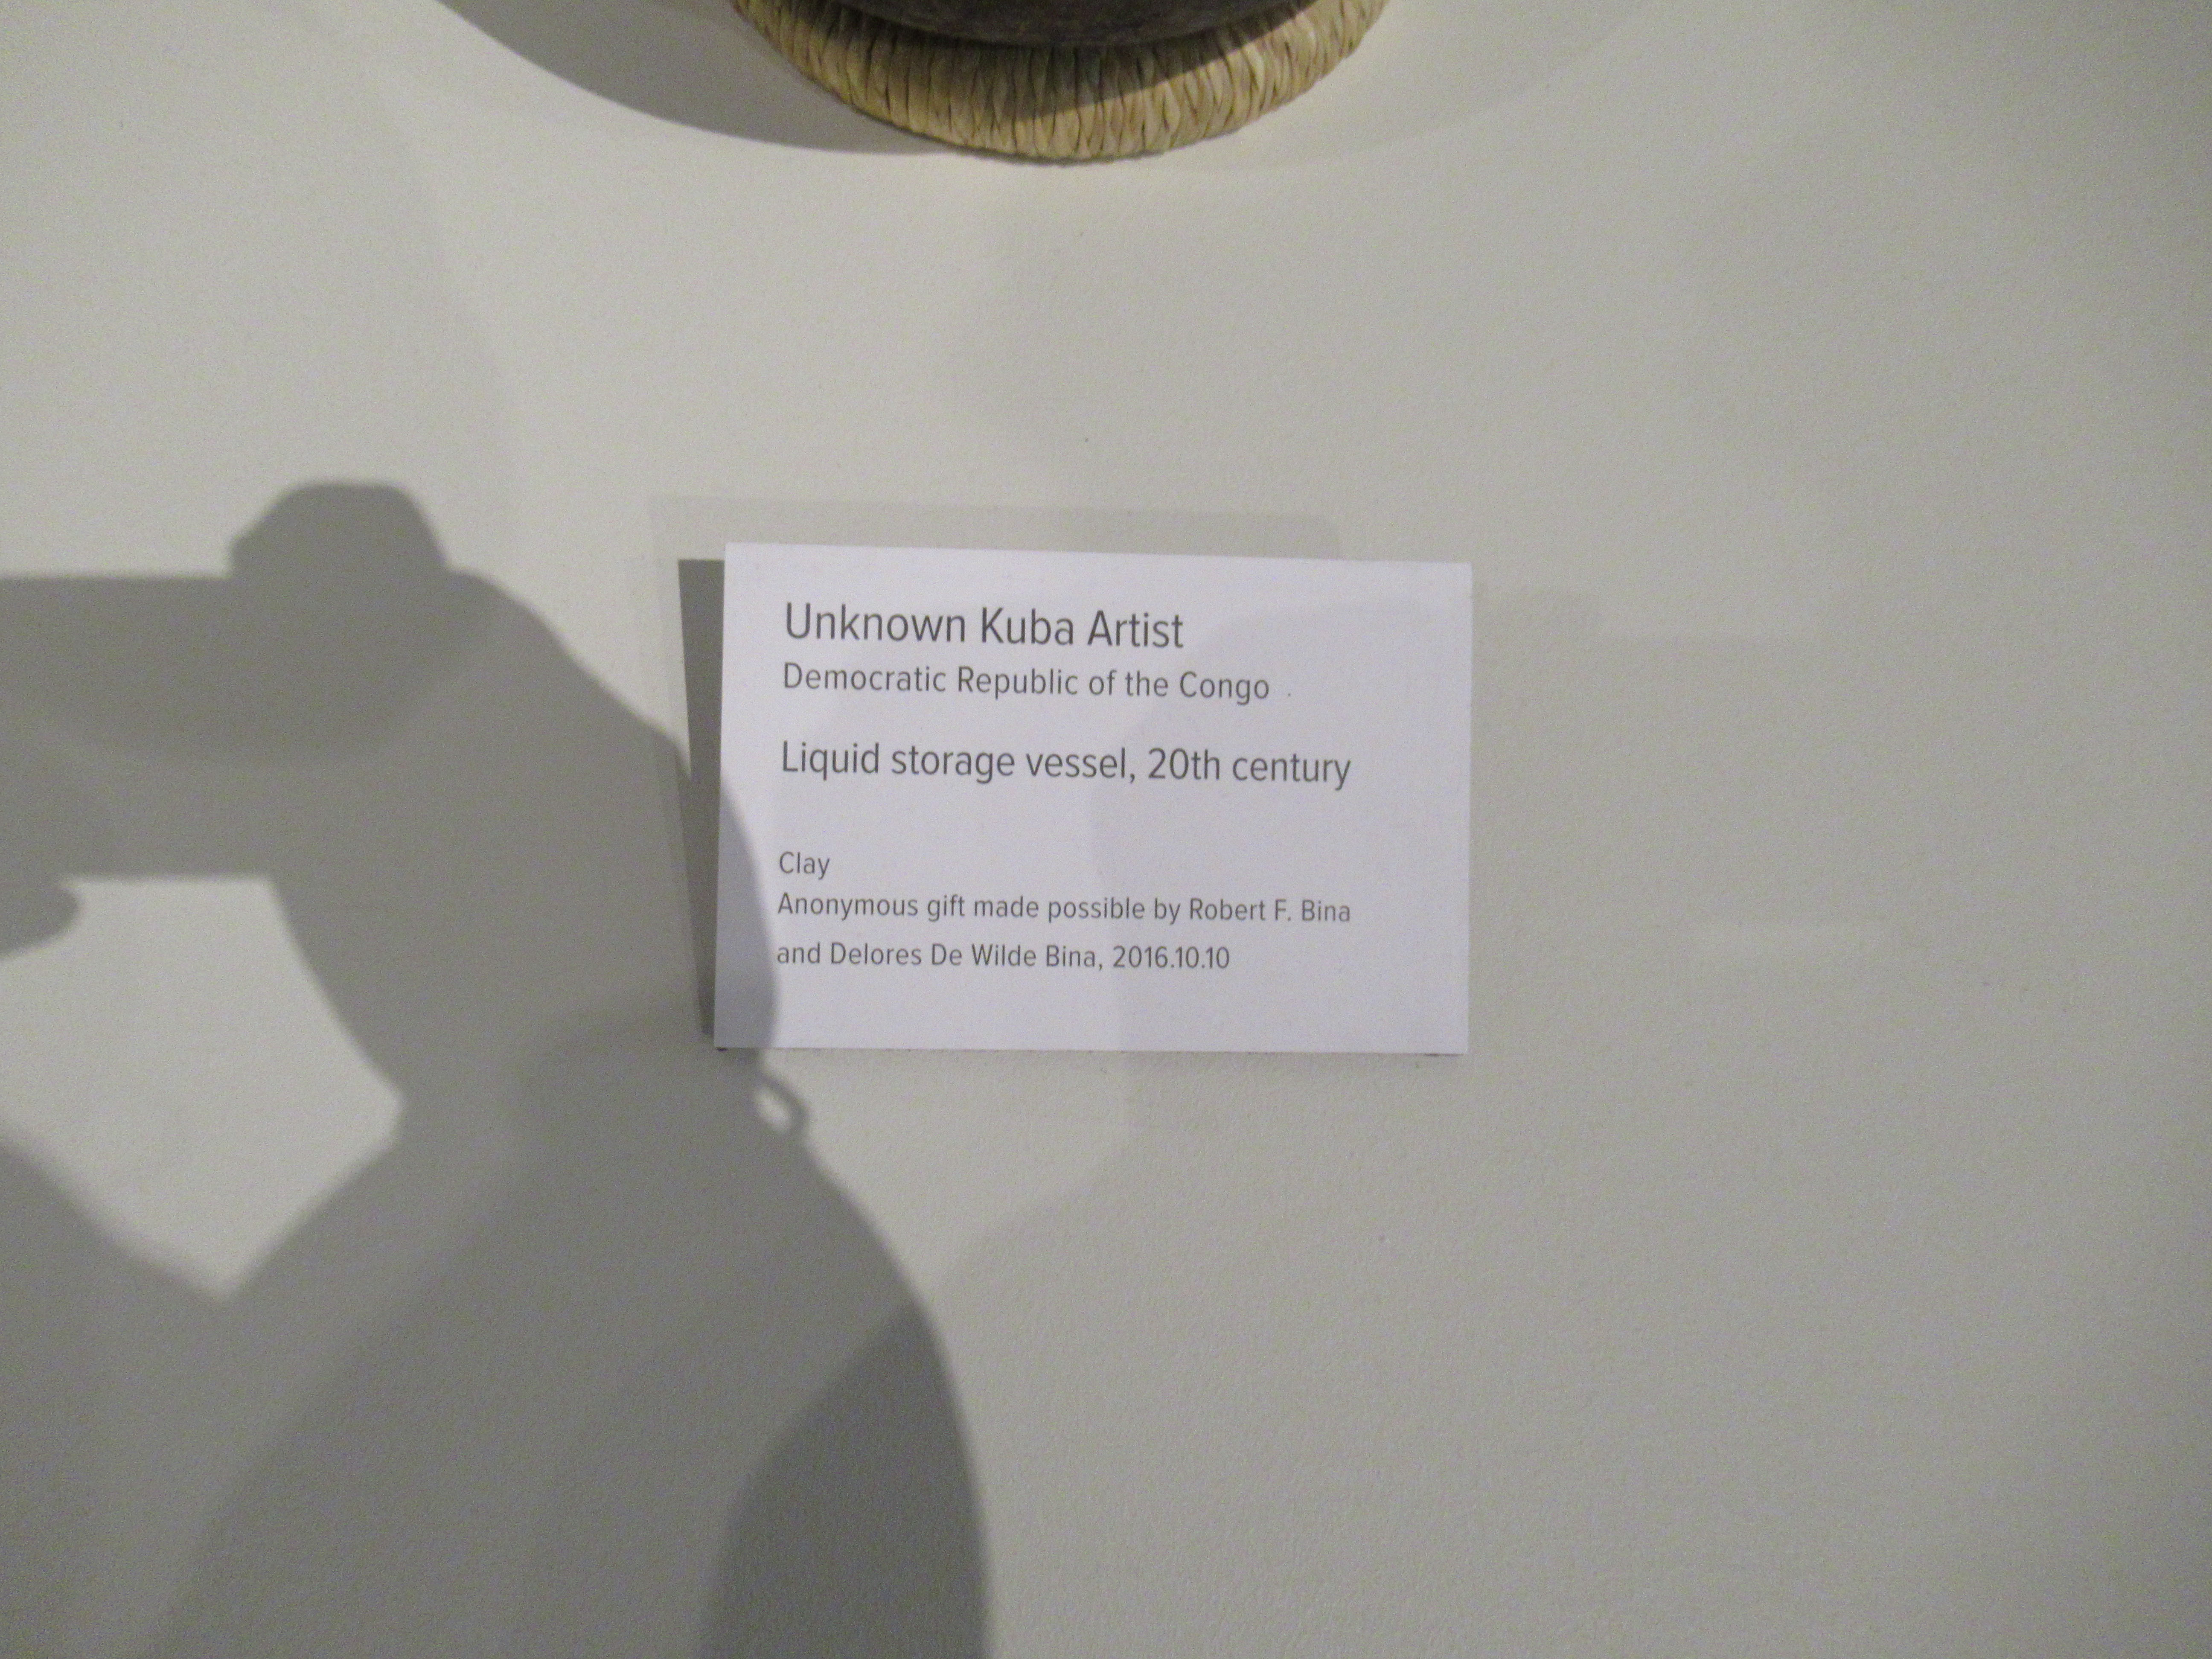 Unknown Kuba Artist
Democratic Republic of the Congo
Liquid storage vessel, 20th century
Clay
Anonymous gift made possible by Robert F. Bina
and Delores De Wilde Bina, 2016.10.10